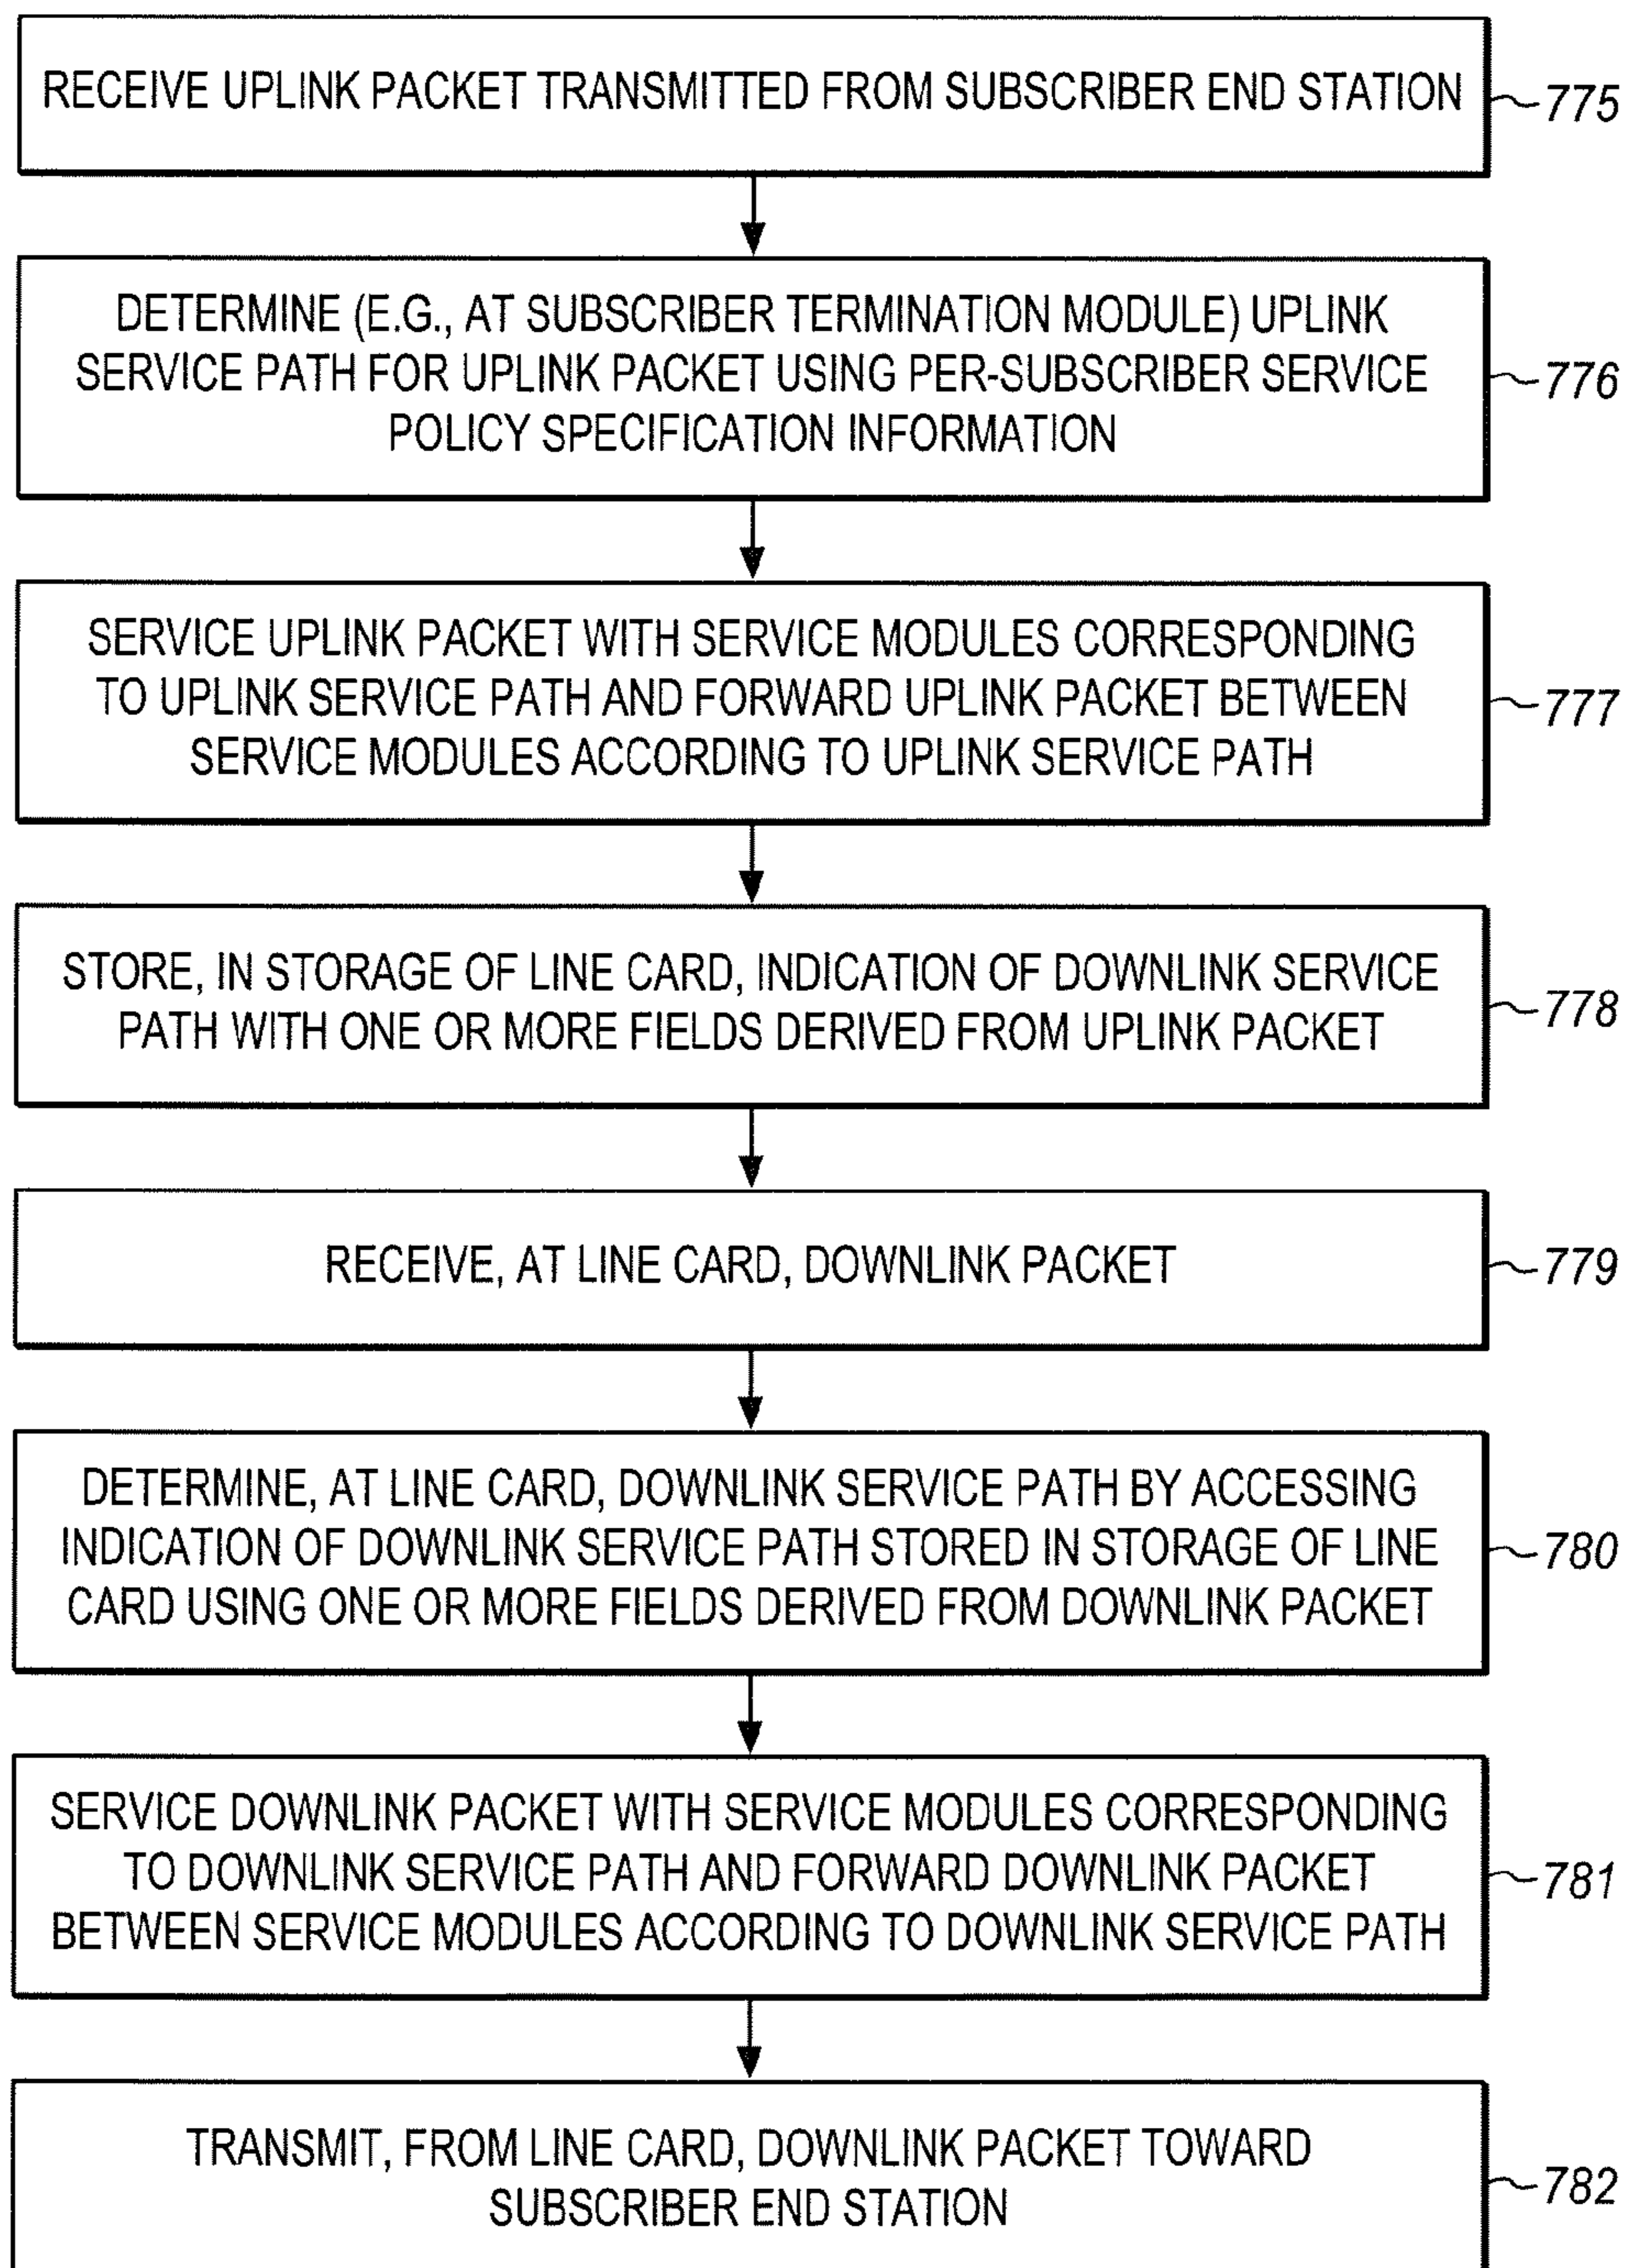 RECEIVE UPLINK PACKET TRANSMITTED FROM SUBSCRIBER END STATION
775
DETERMINE (E.G., AT SUBSCRIBER TERMINATION MODULE) UPLINK
SERVICE PATH FOR UPLINK PACKET USING PER-SUBSCRIBER SERVICE
POLICY SPECIFICATION INFORMATION
776
SERVICE UPLINK PACKET WITH SERVICE MODULES CORRESPONDING
TO UPLINK SERVICE PATH AND FORWARD UPLINK PACKET BETWEEN
SERVICE MODULES ACCORDING TO UPLINK SERVICE PATH
777
STORE, IN STORAGE OF LINE CARD, INDICATION OF DOWNLINK SERVICE
PATH WITH ONE OR MORE FIELDS DERIVED FROM UPLINK PACKET
778
RECEIVE, AT LINE CARD, DOWNLINK PACKET
779
DETERMINE, AT LINE CARD, DOWNLINK SERVICE PATH BY ACCESSING
INDICATION OF DOWNLINK SERVICE PATH STORED IN STORAGE OF LINE
CARD USING ONE OR MORE FIELDS DERIVED FROM DOWNLINK PACKET
780
SERVICE DOWNLINK PACKET WITH SERVICE MODULES CORRESPONDING
TO DOWNLINK SERVICE PATH AND FORWARD DOWNLINK PACKET
BETWEEN SERVICE MODULES ACCORDING TO DOWNLINK SERVICE PATH
781
TRANSMIT, FROM LINE CARD, DOWNLINK PACKET TOWARD
SUBSCRIBER END STATION
782